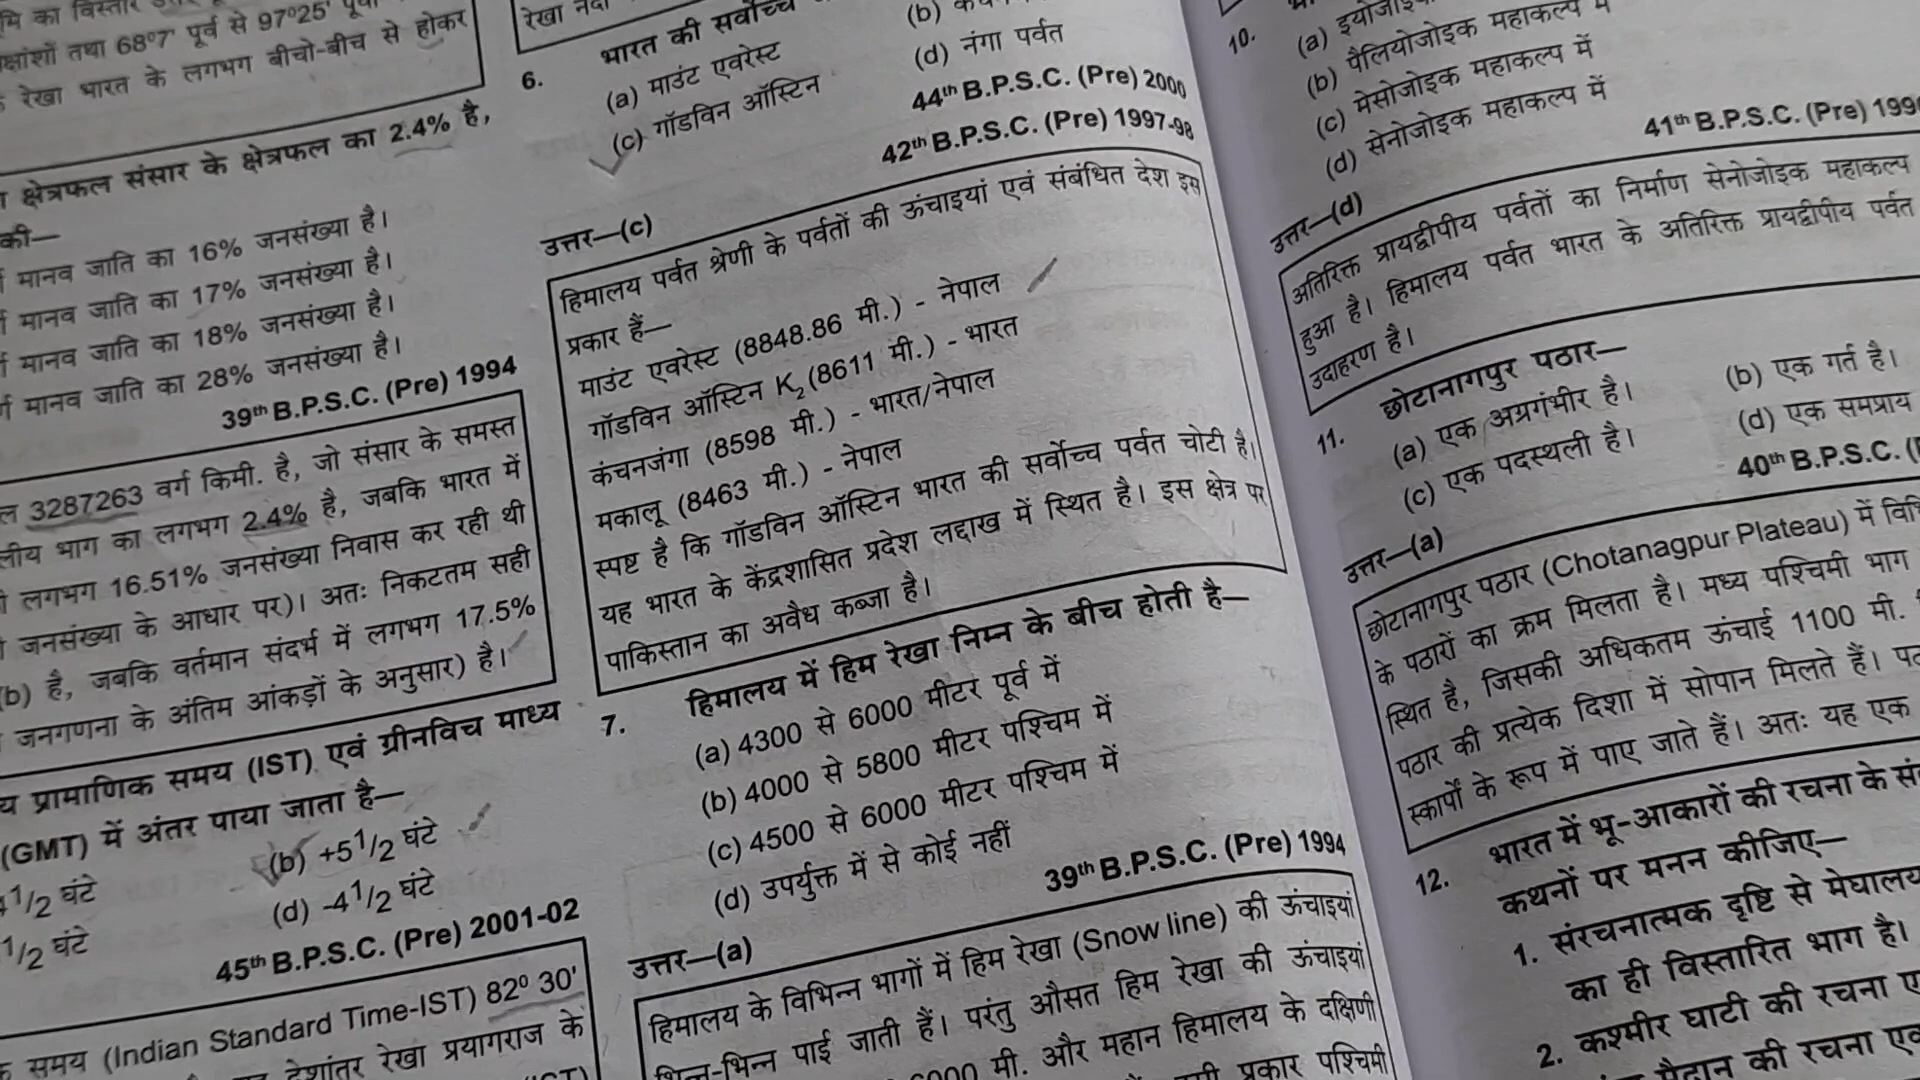 का विस्तार
तथा 68º7' पूर्व से 97º25'
रेखा भारत के लगभग बीचो-बीच से होकर
क्षेत्रफल संसार के क्षेत्रफल का 2.4% है,
की—
मानव जाति का 16% जनसंख्या है।
मानव जाति का 17% जनसंख्या है।
मानव जाति का 18% जनसंख्या है।
मानव जाति का 28% जनसंख्या है।
39th B.P.S.C. (Pre) 1994
3287263 वर्ग किमी. है, जो संसार के समस्त
भाग का लगभग 2.4% है, जबकि भारत में
लगभग 16.51% जनसंख्या निवास कर रही थी
जनसंख्या के आधार पर)। अतः निकटतम सही
(b) है, जबकि वर्तमान संदर्भ में लगभग 17.5%
जनगणना के अंतिम आंकड़ों के अनुसार) है।
प्रामाणिक समय (IST) एवं ग्रीनविच माध्य
(GMT) में अंतर पाया जाता है—
1/2 घंटे
(b) +5 1/2 घंटे
1/2 घंटे
(d) -4 1/2 घंटे
45th B.P.S.C. (Pre) 2001-02
समय (Indian Standard Time-IST) 82º 30'
देशांतर रेखा प्रयागराज के
रेखा
6. भारत की सर्वोच्च
(a) माउंट एवरेस्ट
(b)
(c) गॉडविन ऑस्टिन
(d) नंगा पर्वत
44th B.P.S.C. (Pre) 2000
42th B.P.S.C. (Pre) 1997-98
उत्तर—(c)
हिमालय पर्वत श्रेणी के पर्वतों की ऊंचाइयां एवं संबंधित देश इस
प्रकार हैं—
माउंट एवरेस्ट (8848.86 मी.) - नेपाल
गॉडविन ऑस्टिन K2 (8611 मी.) - भारत
कंचनजंगा (8598 मी.) - भारत/नेपाल
मकालू (8463 मी.) - नेपाल
स्पष्ट है कि गॉडविन ऑस्टिन भारत की सर्वोच्च पर्वत चोटी है।
यह भारत के केंद्रशासित प्रदेश लद्दाख में स्थित है। इस क्षेत्र पर
पाकिस्तान का अवैध कब्जा है।
7. हिमालय में हिम रेखा निम्न के बीच होती है—
(a) 4300 से 6000 मीटर पूर्व में
(b) 4000 से 5800 मीटर पश्चिम में
(c) 4500 से 6000 मीटर पश्चिम में
(d) उपर्युक्त में से कोई नहीं
39th B.P.S.C. (Pre) 1994
उत्तर—(a)
हिमालय के विभिन्न भागों में हिम रेखा (Snow line) की ऊंचाइयां
भिन्न-भिन्न पाई जाती हैं। परंतु औसत हिम रेखा की ऊंचाइयां
मी. और महान हिमालय के दक्षिणी
प्रकार पश्चिमी
10. (a)
(b) पैलियोजोइक महाकल्प में
(c) मेसोजोइक महाकल्प में
(d) सेनोजोइक महाकल्प में
41th B.P.S.C. (Pre)
उत्तर—(d)
अतिरिक्त प्रायद्वीपीय पर्वतों का निर्माण सेनोजोइक महाकल्प
हुआ है। हिमालय पर्वत भारत के अतिरिक्त प्रायद्वीपीय पर्वत
उदाहरण है।
11. छोटानागपुर पठार—
(a) एक अग्रगंभीर है।
(b) एक गर्त है।
(c) एक पदस्थली है।
(d) एक समप्राय
40th B.P.S.C.
उत्तर—(a)
छोटानागपुर पठार (Chotanagpur Plateau) में
के पठारों का क्रम मिलता है। मध्य पश्चिमी भाग
स्थित है, जिसकी अधिकतम ऊंचाई 1100 मी.
पठार की प्रत्येक दिशा में सोपान मिलते हैं।
स्कार्पों के रूप में पाए जाते हैं। अतः यह एक
12. भारत में भू-आकारों की रचना के
कथनों पर मनन कीजिए—
1. संरचनात्मक दृष्टि से मेघालय
का ही विस्तारित भाग है।
2. कश्मीर घाटी की रचना
मैदान की रचना एक